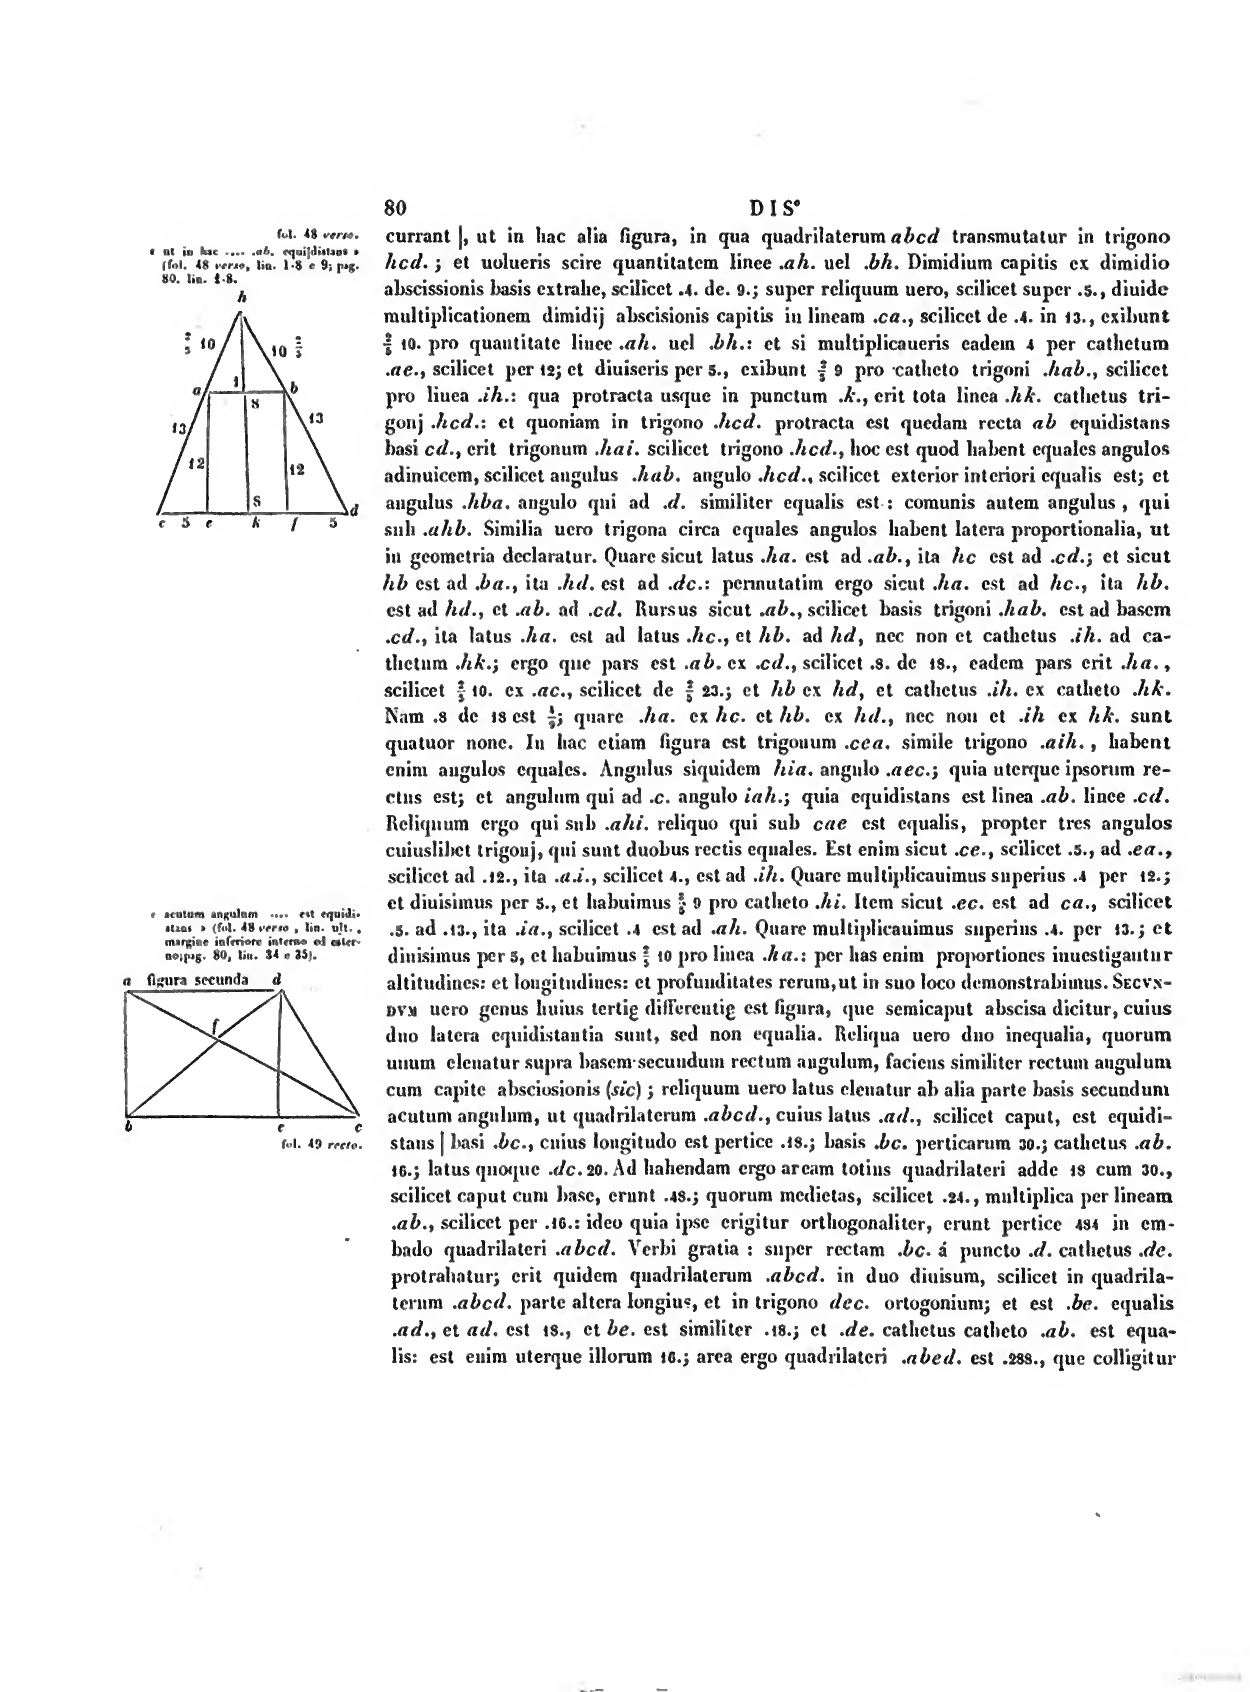 80 DISᵒ
fol. 48 verso.
« ut in hac .... .ab. equi|distans »
(fol. 48 verso, lin. 1-8 e 9; pag.
80. lin. 1-8.
h
2/5 10
10 2/5
a
i
b
8
13
13
12
12
8
c 5 e k f 5 d
currant |, ut in hac alia figura, in qua quadrilaterum abcd transmutatur in trigono
hcd. ; et uolueris scire quantitatem linee .ah. uel .bh. Dimidium capitis ex dimidio
abscissionis basis extrahe, scilicet .4. de. 9.; super reliquum uero, scilicet super .5., diuide
multiplicationem dimidij abscisionis capitis in lineam .ca., scilicet de .4. in 13., exibunt
2/5 10. pro quantitate linee .ah. uel .bh.: et si multiplicaueris eadem 4 per cathetum
.ae., scilicet per 12; et diuiseris per 5., exibunt 3/5 9 pro catheto trigoni .hab., scilicet
pro linea .ih.: qua protracta usque in punctum .k., erit tota linea .hk. cathetus tri-
gonj .hcd.: et quoniam in trigono .hcd. protracta est quedam recta ab equidistans
basi cd., erit trigonum .hai. scilicet trigono .hcd., hoc est quod habent equales angulos
adinuicem, scilicet angulus .hab. angulo .hcd., scilicet exterior interiori equalis est; et
angulus .hba. angulo qui ad .d. similiter equalis est : comunis autem angulus , qui
sub .ahb. Similia uero trigona circa equales angulos habent latera proportionalia, ut
in geometria declaratur. Quare sicut latus .ha. est ad .ab., ita hc est ad .cd.; et sicut
hb est ad .ba., ita .hd. est ad .dc.: permutatim ergo sicut .ha. est ad hc., ita hb.
est ad hd., et .ab. ad .cd. Rursus sicut .ab., scilicet basis trigoni .hab. est ad basem
.cd., ita latus .ha. est ad latus .hc., et hb. ad hd, nec non et cathetus .ih. ad ca-
thetum .hk.; ergo que pars est .ab. ex .cd., scilicet .8. de 18., eadem pars erit .ha. ,
scilicet 2/5 10. ex .ac., scilicet de 2/5 23.; et hb ex hd, et cathetus .ih. ex catheto .hk.
Nam .8 de 18 est 4/9; quare .ha. ex hc. et hb. ex hd., nec non et .ih ex hk. sunt
quatuor none. In hac etiam figura est trigonum .cea. simile trigono .aih. , habent
enim angulos equales. Angulus siquidem hia. angulo .aec.; quia uterque ipsorum re-
ctus est; et angulum qui ad .c. angulo iah.; quia equidistans est linea .ab. linee .cd.
Reliquum ergo qui sub .ahi. reliquo qui sub cae est equalis, propter tres angulos
cuiuslibet trigonj, qui sunt duobus rectis equales. Est enim sicut .ce., scilicet .5., ad .ea.,
scilicet ad .12., ita .a.i., scilicet 4., est ad .ih. Quare multiplicauimus superius .4 per 12.;
et diuisimus per 5., et habuimus 3/5 9 pro catheto .hi. Item sicut .ec. est ad ca., scilicet
.5. ad .13., ita .ia., scilicet .4 est ad .ah. Quare multiplicauimus superius .4. per 13.; et
diuisimus per 5, et habuimus 2/5 10 pro linea .ha.: per has enim proportiones inuestigantur
altitudines: et longitudines: et profunditates rerum, ut in suo loco demonstrabimus. SECVN-
DVM uero genus huius tertię differentię est figura, que semicaput abscisa dicitur, cuius
duo latera equidistantia sunt, sed non equalia. Reliqua uero duo inequalia, quorum
unum eleuatur supra basem secundum rectum angulum, faciens similiter rectum angulum
cum capite absciosionis (sic) ; reliquum uero latus eleuatur ab alia parte basis secundum
acutum angulum, ut quadrilaterum .abcd., cuius latus .ad., scilicet caput, est equidi-
stans | basi .bc., cuius longitudo est pertice .18.; basis .bc. perticarum 30.; cathetus .ab.
16.; latus quoque .dc. 20. Ad habendam ergo aream totius quadrilateri adde 18 cum 30.,
scilicet caput cum base, erunt .48.; quorum medietas, scilicet .24., multiplica per lineam
.ab., scilicet per .16.: ideo quia ipse erigitur orthogonaliter, erunt pertice 484 in em-
bado quadrilateri .abcd. Verbi gratia : super rectam .bc. á puncto .d. cathetus .de.
protrahatur; erit quidem quadrilaterum .abcd. in duo diuisum, scilicet in quadrila-
terum .abcd. parte altera longius, et in trigono dec. ortogonium; et est .be. equalis
.ad., et ad. est 18., et be. est similiter .18.; et .de. cathetus catheto .ab. est equa-
lis: est enim uterque illorum 16.; area ergo quadrilateri .abed. est .288., que colligitur
« acutum angulum .... est equidi-
stans » (fol. 48 verso , lin. ult. ,
margine inferiore interno ed ester-
no; pag. 80, lin. 34 e 35).
a figura secunda d
f
b e c
fol. 49 recto.